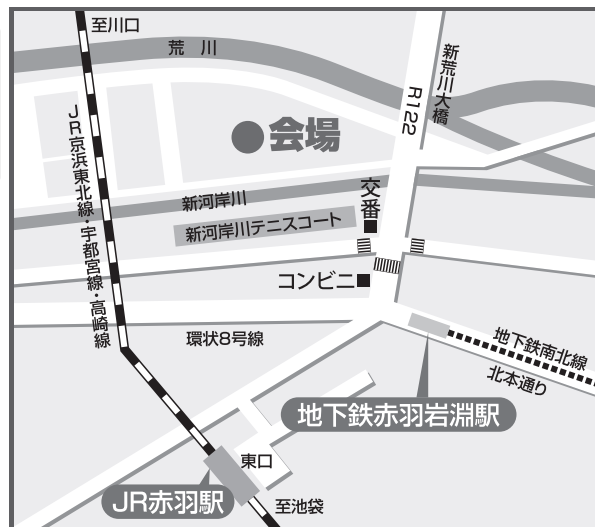 至川口
荒川
新荒川大橋
R122
JR京浜東北線・宇都宮線・高崎線
会場
交番
新河岸川
新河岸川テニスコート
コンビニ
環状8号線
地下鉄南北線
北本通り
地下鉄赤羽岩淵駅
東口
JR赤羽駅
至池袋